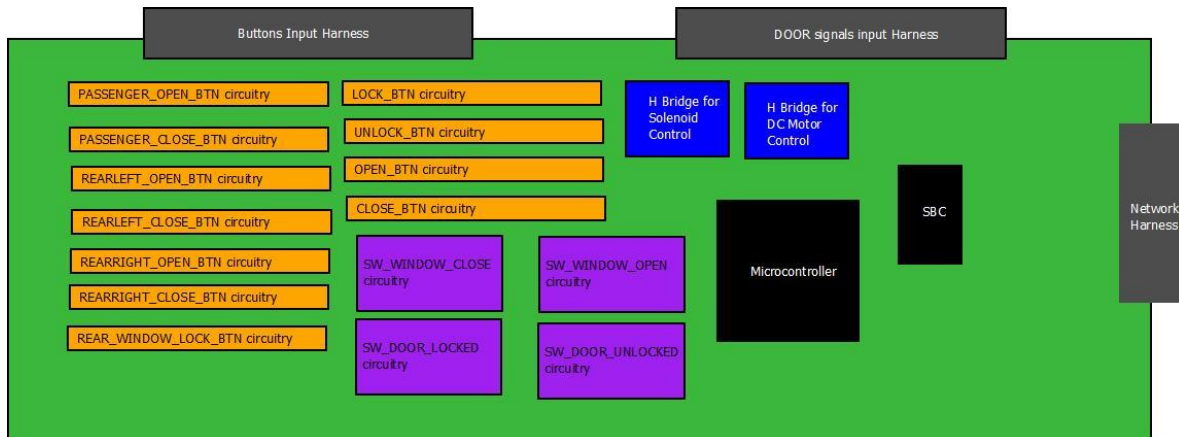 Buttons Input Harness
DOOR signals input Harness
PASSENGER_OPEN_BTN circuitry
PASSENGER_CLOSE_BTN circuitry
REARLEFT_OPEN_BTN circuitry
REARLEFT_CLOSE_BTN circuitry
REARRIGHT_OPEN_BTN circuitry
REARRIGHT_CLOSE_BTN circuitry
REAR_WINDOW_LOCK_BTN circuitry
LOCK_BTN circuitry
UNLOCK_BTN circuitry
OPEN_BTN circuitry
CLOSE_BTN circuitry
SW_WINDOW_CLOSE
circuitry
SW_WINDOW_OPEN
circuitry
SW_DOOR_LOCKED
circuitry
SW_DOOR_UNLOCKED
circuitry
H Bridge for
Solenoid
Control
H Bridge for
DC Motor
Control
Microcontroller
SBC
Network
Harness